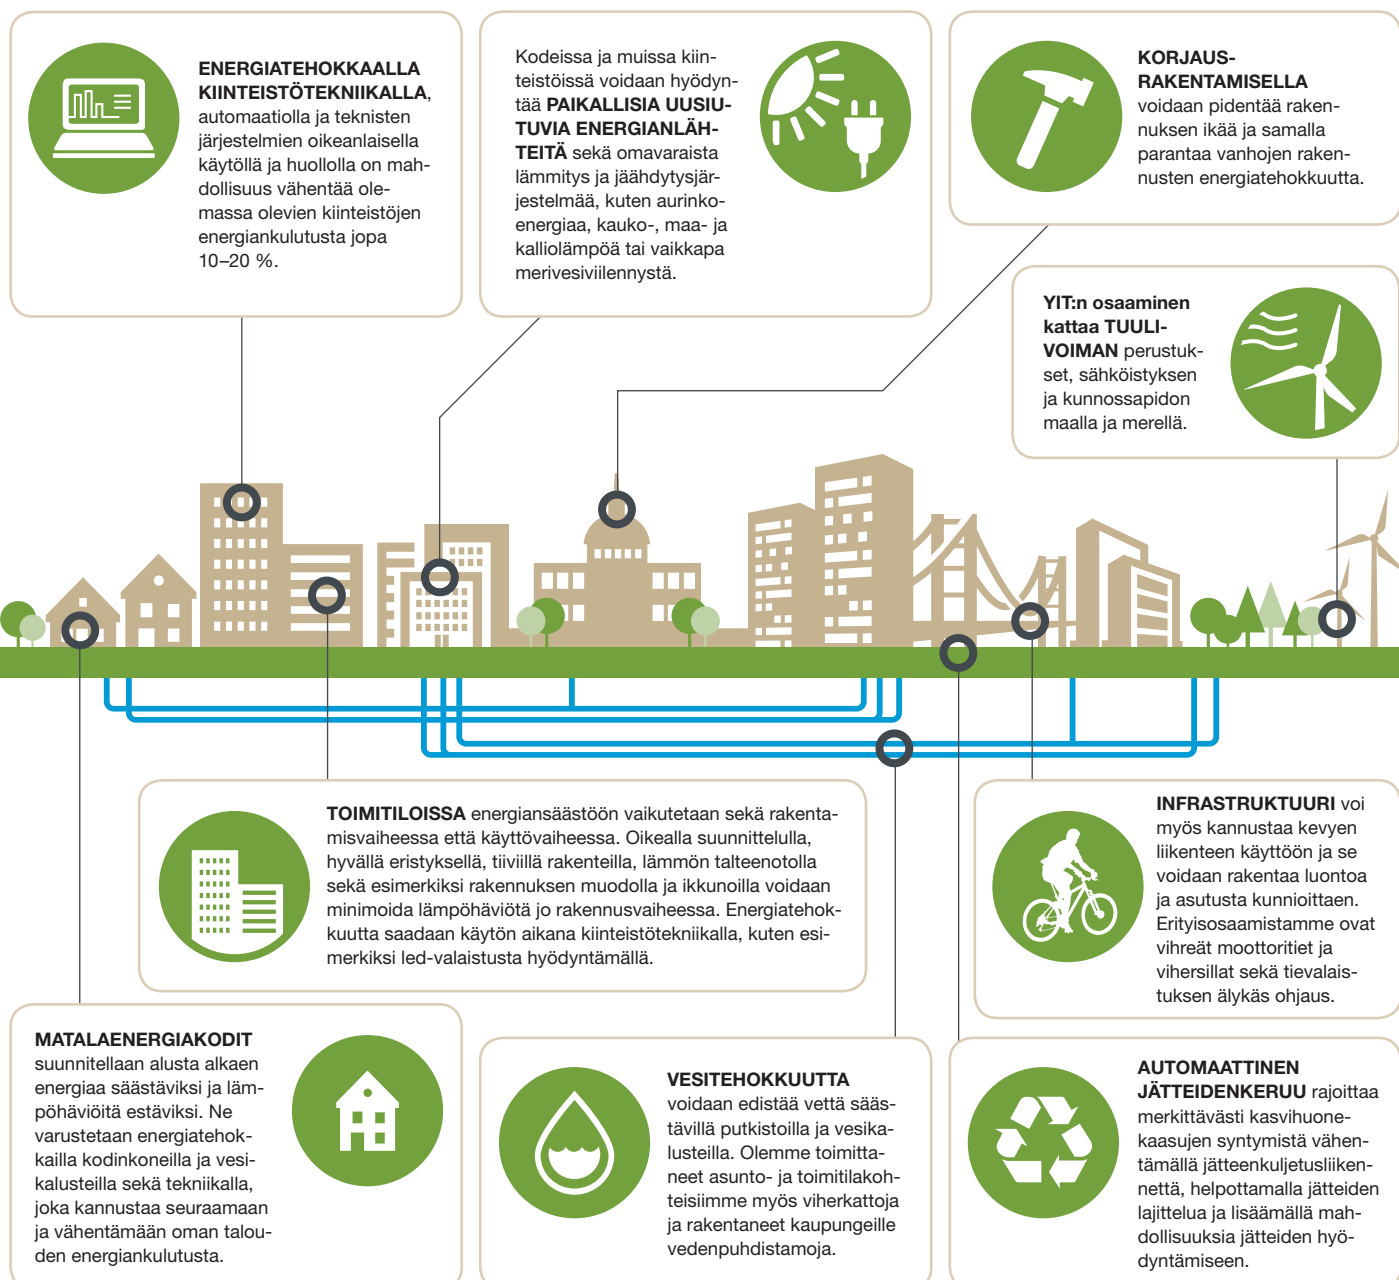 ENERGIATEHOKKAALLA
KIINTEISTÖTEKNIIKALLA,
automaatiolla ja teknisten
järjestelmien oikeanlaisella
käytöllä ja huollolla on mah-
dollisuus vähentää ole-
massa olevien kiinteistöjen
energiankulutusta jopa
10–20 %.
Kodeissa ja muissa kiin-
teistöissä voidaan hyödyn-
tää PAIKALLISIA UUSIU-
TUVIA ENERGIANLÄH-
TEITÄ sekä omavaraista
lämmitys ja jäähdytysjär-
jestelmää, kuten aurinko-
energiaa, kauko-, maa- ja
kalliolämpöä tai vaikkapa
merivesiviilennystä.
KORJAUS-
RAKENTAMISELLA
voidaan pidentää raken-
nuksen ikää ja samalla
parantaa vanhojen raken-
nusten energiatehokkuutta.
YIT:n osaaminen
kattaa TUULI-
VOIMAN perustuk-
set, sähköistyksen
ja kunnossapidon
maalla ja merellä.
TOIMITILOISSA energiansäästöön vaikutetaan sekä rakenta-
misvaiheessa että käyttövaiheessa. Oikealla suunnittelulla,
hyvällä eristyksellä, tiiviillä rakenteilla, lämmön talteenotolla
sekä esimerkiksi rakennuksen muodolla ja ikkunoilla voidaan
minimoida lämpöhäviötä jo rakennusvaiheessa. Energiatehok-
kuutta saadaan käytön aikana kiinteistötekniikalla, kuten esi-
merkiksi led-valaistusta hyödyntämällä.
INFRASTRUKTUURI voi
myös kannustaa kevyen
liikenteen käyttöön ja se
voidaan rakentaa luontoa
ja asutusta kunnioittaen.
Erityisosaamistamme ovat
vihreät moottoritiet ja
vihersillat sekä tievalais-
tuksen älykäs ohjaus.
MATALAENERGIAKODIT
suunnitellaan alusta alkaen
energiaa säästäviksi ja läm-
pöhäviöitä estäviksi. Ne
varustetaan energiatehok-
kailla kodinkoneilla ja vesi-
kalusteilla sekä tekniikalla,
joka kannustaa seuraamaan
ja vähentämään oman talou-
den energiankulutusta.
VESITEHOKKUUTTA
voidaan edistää vettä sääs-
tävillä putkistoilla ja vesika-
lusteilla. Olemme toimitta-
neet asunto- ja toimitilakoh-
teisiimme myös viherkattoja
ja rakentaneet kaupungeille
vedenpuhdistamoja.
AUTOMAATTINEN
JÄTTEIDENKERUU rajoittaa
merkittävästi kasvihuone-
kaasujen syntymistä vähen-
tämällä jätteenkuljetusliiken-
nettä, helpottamalla jätteiden
lajittelua ja lisäämällä mah-
dollisuuksia jätteiden hyö-
dyntämiseen.